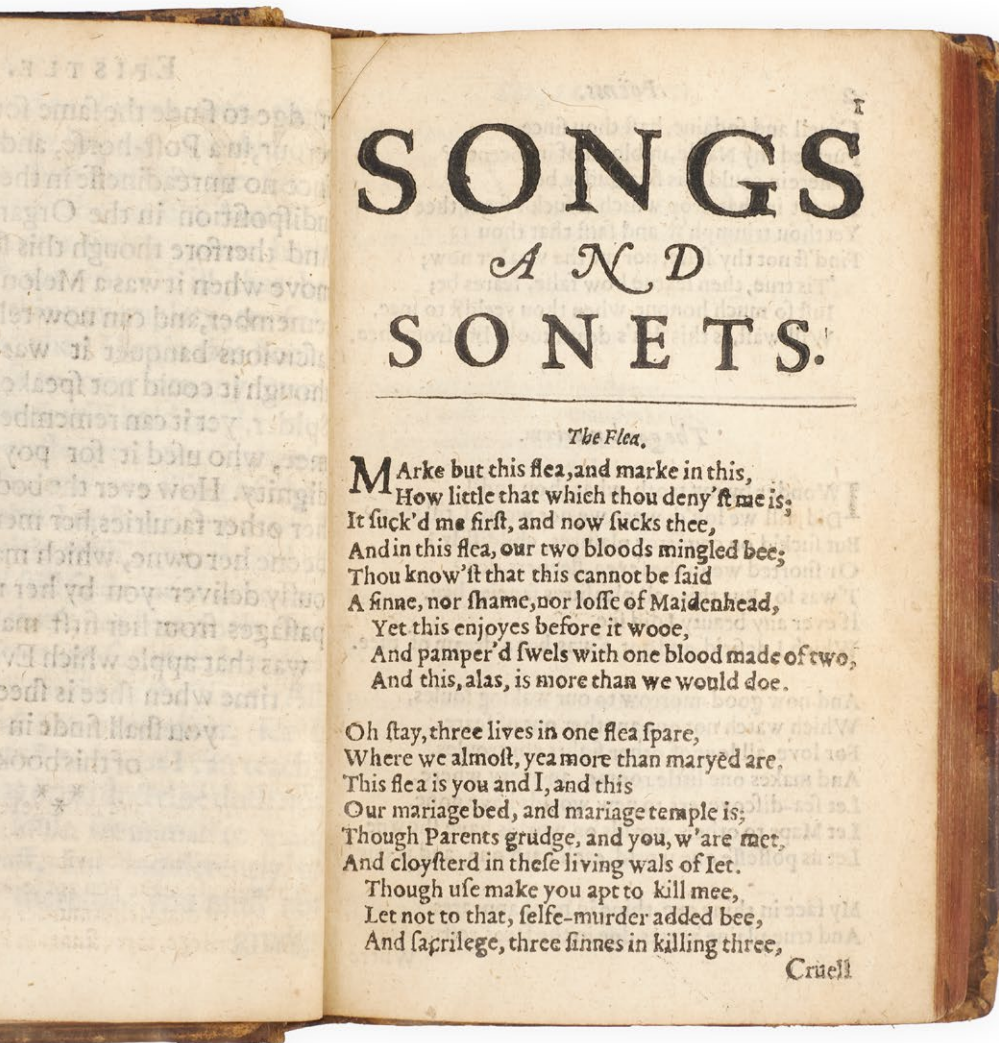 1
SONGS
AND
SONETS.
The Flea.
MArke but this flea, and marke in this,
How little that which thou deny'ſt me is;
It ſuck'd me firſt, and now ſucks thee,
And in this flea, our two bloods mingled bee;
Thou know'ſt that this cannot be ſaid
A ſinne, nor ſhame, nor loſſe of Maidenhead,
Yet this enjoyes before it wooe,
And pamper'd ſwels with one blood made of two,
And this, alas, is more than we would doe.
Oh ſtay, three lives in one flea ſpare,
Where we almoſt, yea more than maryëd are.
This flea is you and I, and this
Our mariage bed, and mariage temple is;
Though Parents grudge, and you, w'are met,
And cloyſterd in theſe living wals of Iet.
Though uſe make you apt to kill mee,
Let not to that, ſelfe-murder added bee,
And ſacrilege, three ſinnes in killing three,
Cruell